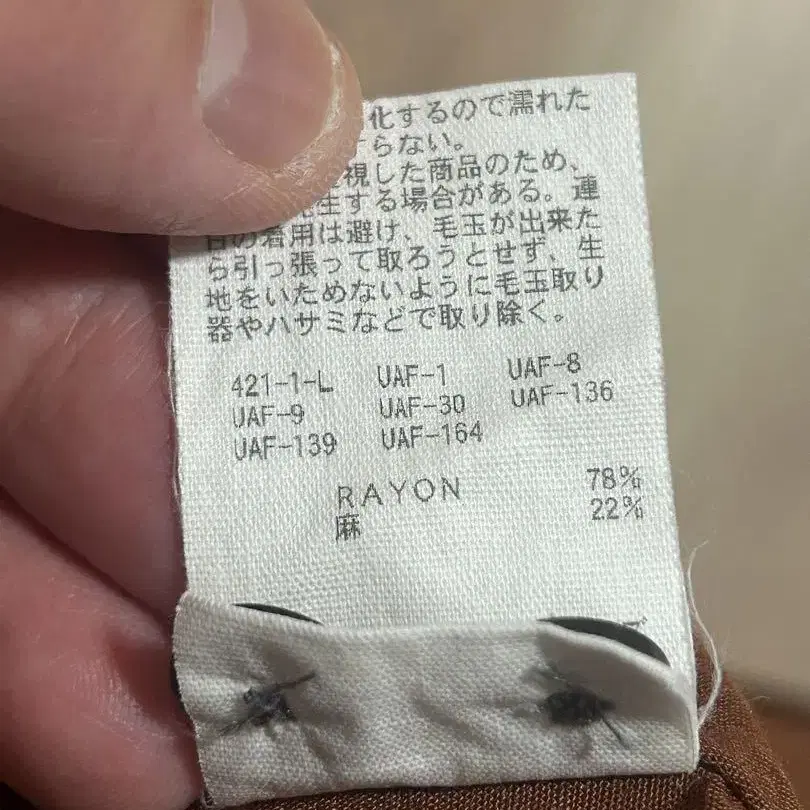 化するので濡れた
らない。
視した商品のため、
生する場合がある。連
日の着用は避け、毛玉が出来た
ら引っ張って取ろうとせず、生
地をいためないように毛玉取り
器やハサミなどで取り除く。
421-1-L UAF-1 UAF-8
UAF-9 UAF-30 UAF-136
UAF-139 UAF-164
RAYON 78%
麻 22%